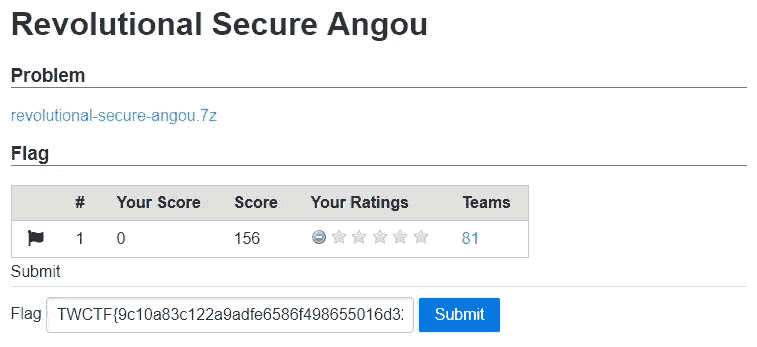 Revolutional Secure Angou
Problem
revolutional-secure-angou.7z
Flag
# Your Score Score Your Ratings Teams
1 0 156 81
Submit
Flag TWCTF{9c10a83c122a9adfe6586f498655016d3 Submit